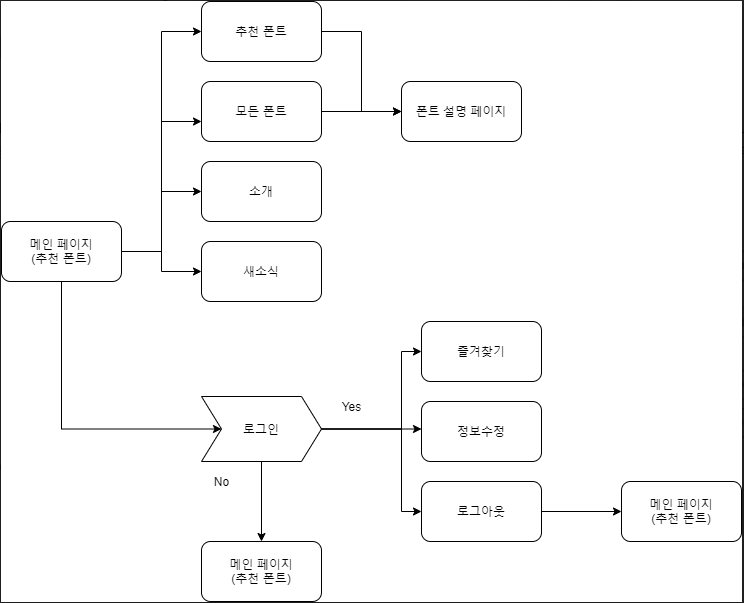 추천 폰트
모든 폰트
폰트 설명 페이지
소개
메인 페이지
(추천 폰트)
새소식
즐겨찾기
Yes
로그인
정보수정
No
로그아웃
메인 페이지
(추천 폰트)
메인 페이지
(추천 폰트)